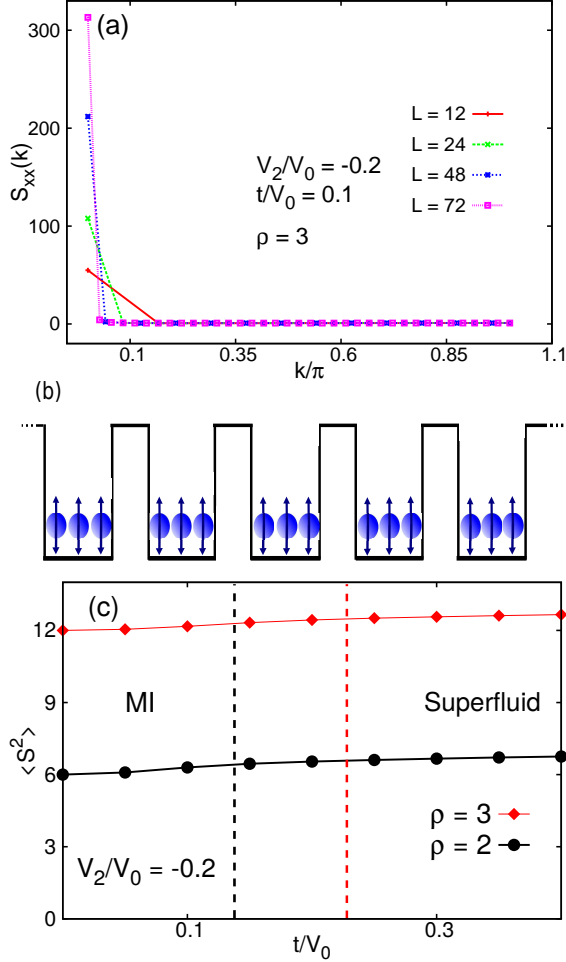 (a)
300
200
100
0
S_xx(k)
L = 12
L = 24
L = 48
L = 72
V_2/V_0 = -0.2
t/V_0 = 0.1
ρ = 3
0.1 0.35 0.6 0.85 1.1
k/π
(b)
(c)
12
9
6
3
0
<S^2>
MI
Superfluid
ρ = 3
ρ = 2
V_2/V_0 = -0.2
0.1 0.3
t/V_0